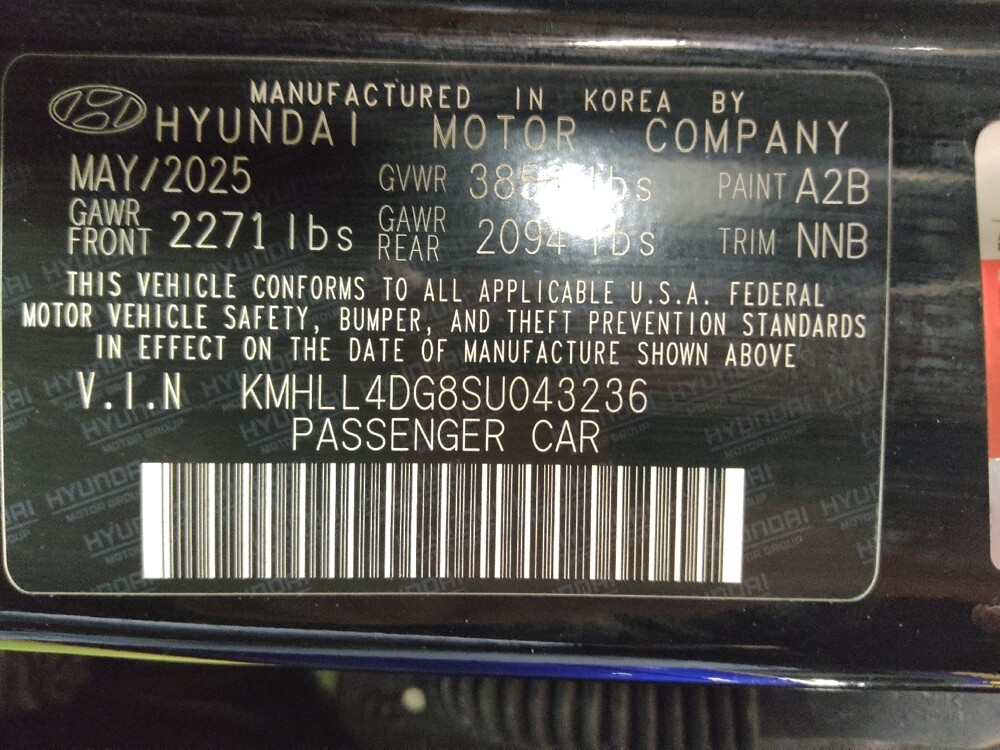 MANUFACTURED IN KOREA BY
HYUNDAI MOTOR COMPANY
MAY/2025 GVWR lbs PAINT A2B
GAWR FRONT 2271 lbs GAWR REAR 2094 lbs TRIM NNB
THIS VEHICLE CONFORMS TO ALL APPLICABLE U.S.A. FEDERAL
MOTOR VEHICLE SAFETY, BUMPER, AND THEFT PREVENTION STANDARDS
IN EFFECT ON THE DATE OF MANUFACTURE SHOWN ABOVE
V.I.N KMHLL4DG8SU043236
PASSENGER CAR